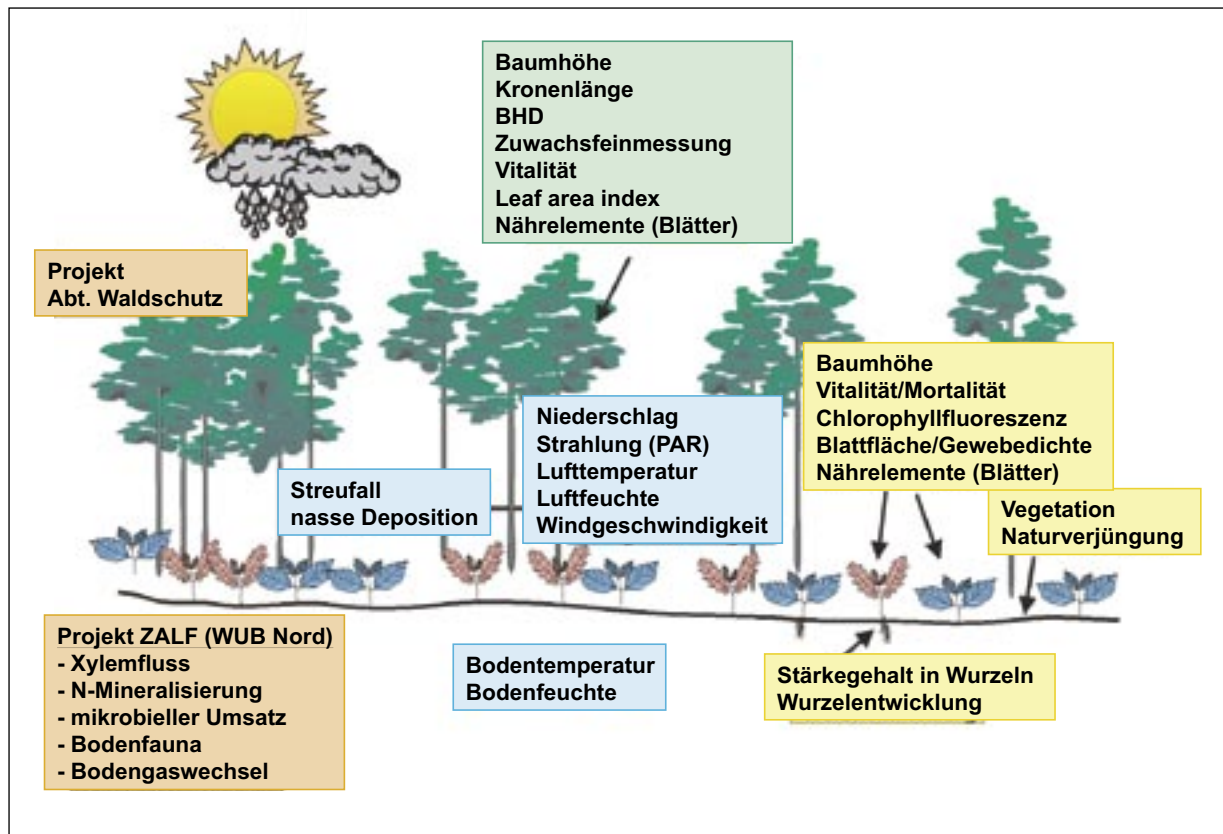 Baumhöhe
Kronenlänge
BHD
Zuwachsfeinmessung
Vitalität
Leaf area index
Nährelemente (Blätter)
Projekt
Abt. Waldschutz
Baumhöhe
Vitalität/Mortalität
Chlorophyllfluoreszenz
Blattfläche/Gewebedichte
Nährelemente (Blätter)
Niederschlag
Strahlung (PAR)
Lufttemperatur
Luftfeuchte
Windgeschwindigkeit
Streufall
nasse Deposition
Vegetation
Naturverjüngung
Projekt ZALF (WUB Nord)
- Xylemfluss
- N-Mineralisierung
- mikrobieller Umsatz
- Bodenfauna
- Bodengaswechsel
Bodentemperatur
Bodenfeuchte
Stärkegehalt in Wurzeln
Wurzelentwicklung